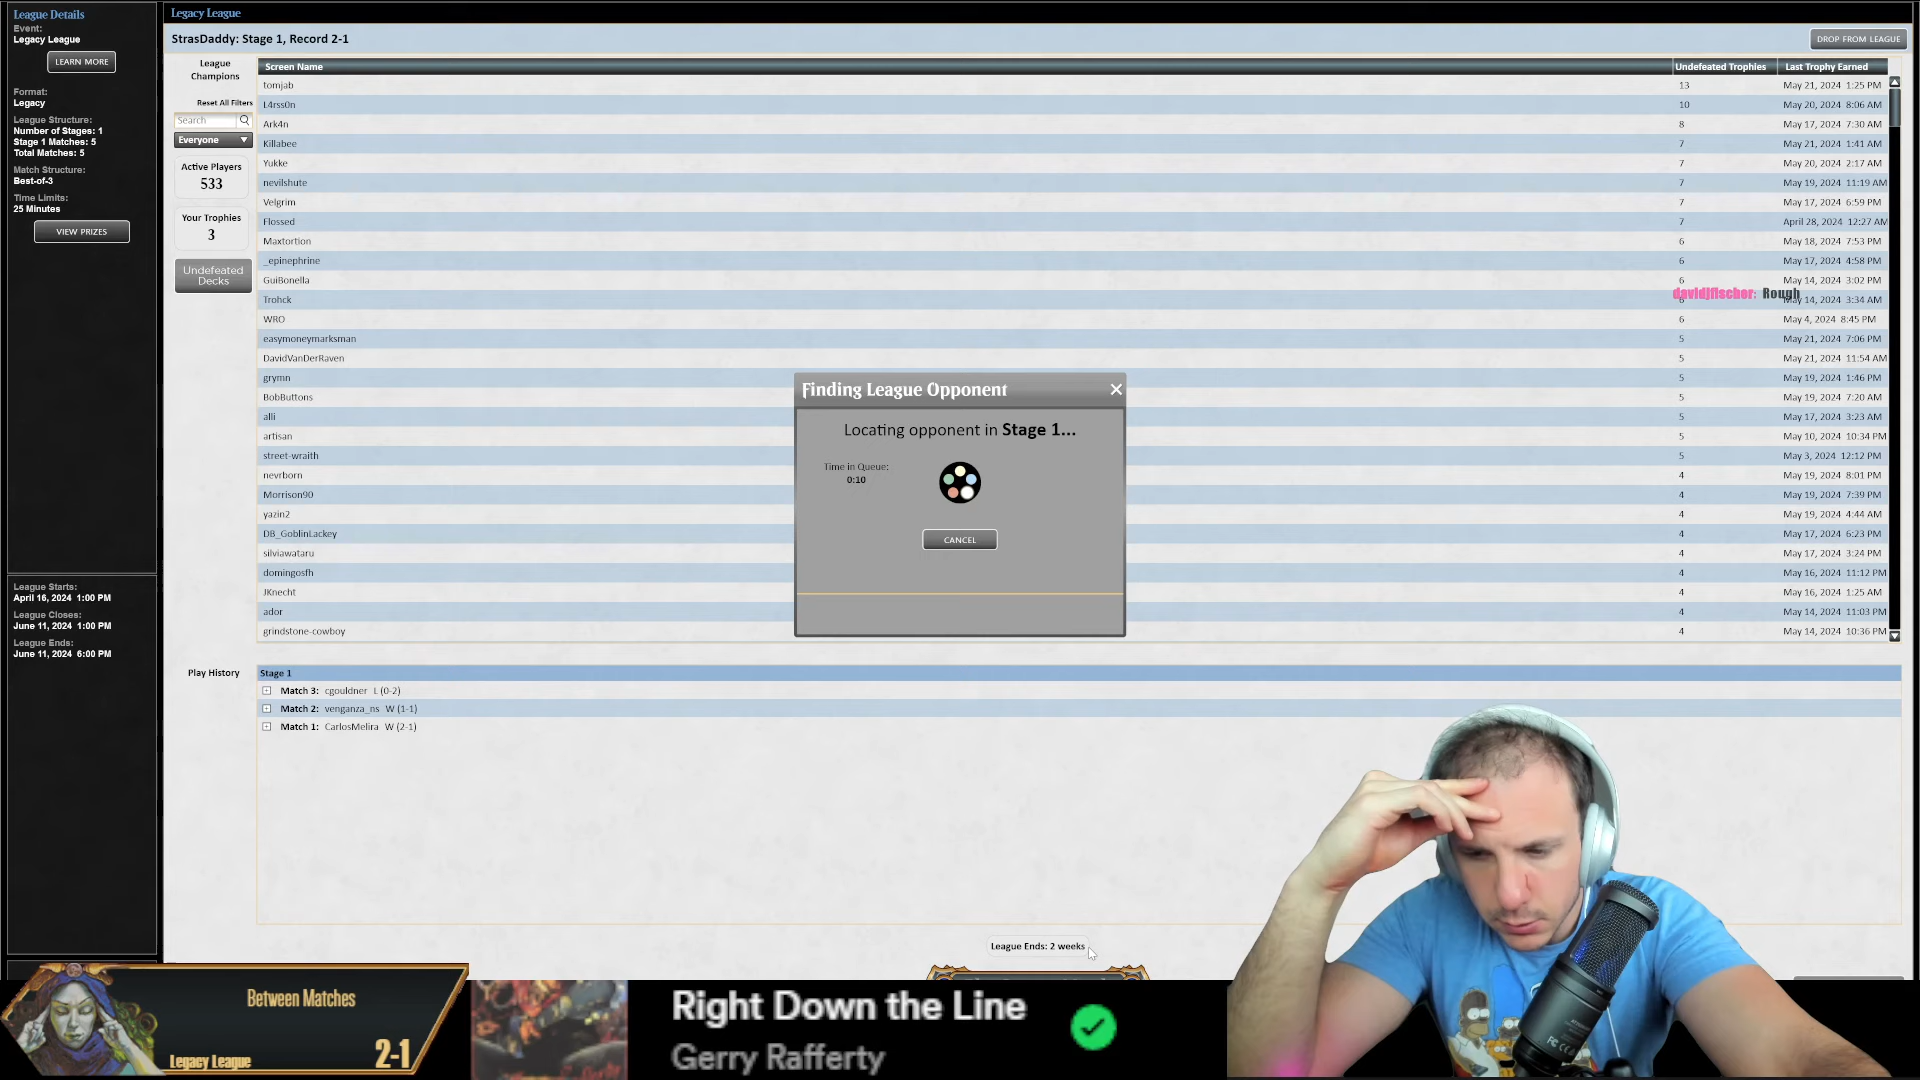 League Details
Event:
Legacy League
LEARN MORE
Format:
Legacy
League Structure:
Number of Stages: 1
Stage 1 Matches: 5
Total Matches: 5
Match Structure:
Best-of-3
Time Limits:
25 Minutes
VIEW PRIZES
League Starts:
April 16, 2024 1:00 PM
League Closes:
June 11, 2024 1:00 PM
League Ends:
June 11, 2024 6:00 PM
Legacy League
StrasDaddy: Stage 1, Record 2-1
DROP FROM LEAGUE
League
Champions
Reset All Filters
Search
Everyone
Active Players
533
Your Trophies
3
Undefeated
Decks
Screen Name Undefeated Trophies Last Trophy Earned
tomjab 13 May 21, 2024 1:25 PM
L4rss0n 10 May 20, 2024 8:06 AM
Ark4n 8 May 17, 2024 7:30 AM
Killabee 7 May 21, 2024 1:41 AM
Yukke 7 May 20, 2024 2:17 AM
nevilshute 7 May 19, 2024 11:19 AM
Velgrim 7 May 17, 2024 6:59 PM
Flossed 7 April 28, 2024 12:27 AM
Maxtortion 6 May 18, 2024 7:53 PM
_epinephrine 6 May 17, 2024 4:58 PM
GuiBonella 6 May 14, 2024 3:02 PM
davidjfischer: Rough
Trohck 6 May 14, 2024 3:34 AM
WRO 6 May 4, 2024 8:45 PM
easymoneymarksman 5 May 21, 2024 7:06 PM
DavidVanDerRaven 5 May 21, 2024 11:54 AM
grymn 5 May 19, 2024 1:46 PM
BobButtons 5 May 19, 2024 7:20 AM
alli 5 May 17, 2024 3:23 AM
artisan 5 May 10, 2024 10:34 PM
street-wraith 5 May 3, 2024 12:12 PM
nevrborn 4 May 19, 2024 8:01 PM
Morrison90 4 May 19, 2024 7:39 PM
yazin2 4 May 19, 2024 4:44 AM
DB_GoblinLackey 4 May 17, 2024 6:23 PM
silviawataru 4 May 17, 2024 3:24 PM
domingosfh 4 May 16, 2024 11:12 PM
JKnecht 4 May 16, 2024 1:25 AM
ador 4 May 14, 2024 11:03 PM
grindstone-cowboy 4 May 14, 2024 10:36 PM
Finding League Opponent
Locating opponent in Stage 1...
Time in Queue:
0:10
CANCEL
Play History
Stage 1
Match 3: cgouldner L (0-2)
Match 2: venganza_ns W (1-1)
Match 1: CarlosMelira W (2-1)
League Ends: 2 weeks
Between Matches
Legacy League
2-1
Right Down the Line
Gerry Rafferty